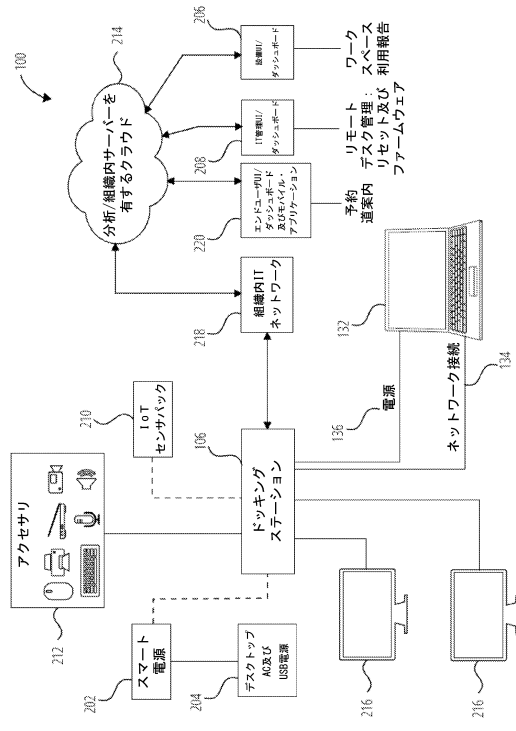 100
アクセサリ
212
IoT
センサパック
210
分析/組織内サーバーを
有するクラウド
214
スマート
電源
202
ドッキング
ステーション
106
組織内IT
ネットワーク
218
エンドユーザUI/
ダッシュボード
及びモバイル・
アプリケーション
220
IT管理UI/
ダッシュボード
208
設備UI/
ダッシュボード
206
デスクトップ
AC及び
USB電源
204
予約
道案内
リモート
デスク管理:
リセット及び
ファームウェア
ワーク
スペース
利用報告
136
電源
132
ネットワーク接続
134
216
216